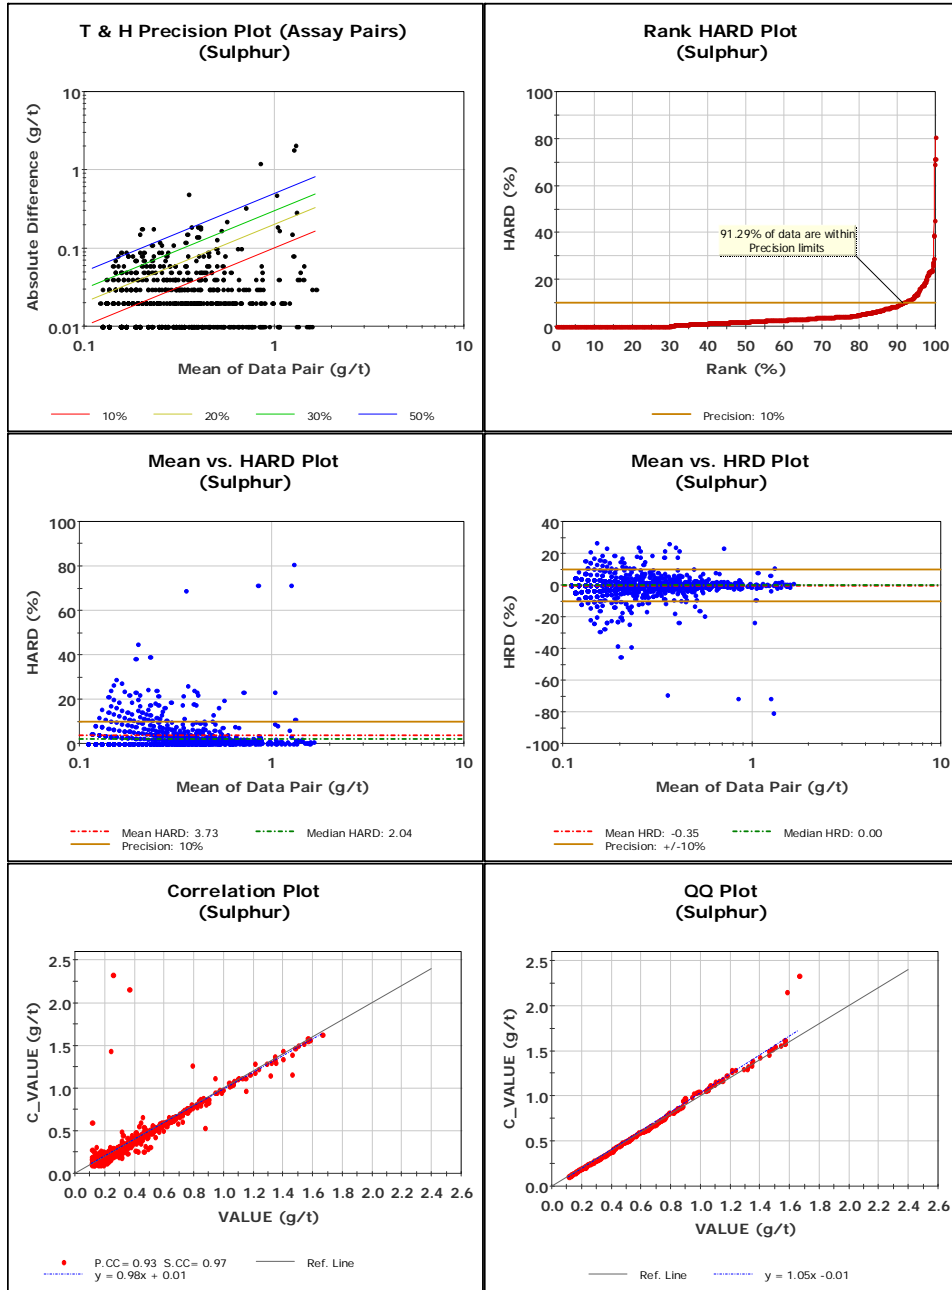 T & H Precision Plot (Assay Pairs)
(Sulphur)
Absolute Difference (g/t)
10
1
0.1
0.01
0.1
1
10
Mean of Data Pair (g/t)
10%
20%
30%
50%
Rank HARD Plot
(Sulphur)
HARD (%)
100
80
60
40
20
0
91.29% of data are within
Precision limits
0 10 20 30 40 50 60 70 80 90 100
Rank (%)
Precision: 10%
Mean vs. HARD Plot
(Sulphur)
HARD (%)
100
80
60
40
20
0
0.1
1
10
Mean of Data Pair (g/t)
Mean HARD: 3.73
Median HARD: 2.04
Precision: 10%
Mean vs. HRD Plot
(Sulphur)
HRD (%)
40
20
0
-20
-40
-60
-80
-100
0.1
1
10
Mean of Data Pair (g/t)
Mean HRD: -0.35
Median HRD: 0.00
Precision: +/-10%
Correlation Plot
(Sulphur)
C_VALUE (g/t)
2.5
2.0
1.5
1.0
0.5
0.0
0.0 0.2 0.4 0.6 0.8 1.0 1.2 1.4 1.6 1.8 2.0 2.2 2.4 2.6
VALUE (g/t)
P.CC= 0.93 S.CC= 0.97
Ref. Line
y = 0.98x + 0.01
QQ Plot
(Sulphur)
C_VALUE (g/t)
2.5
2.0
1.5
1.0
0.5
0.0
0.0 0.2 0.4 0.6 0.8 1.0 1.2 1.4 1.6 1.8 2.0 2.2 2.4 2.6
VALUE (g/t)
Ref. Line
y = 1.05x -0.01